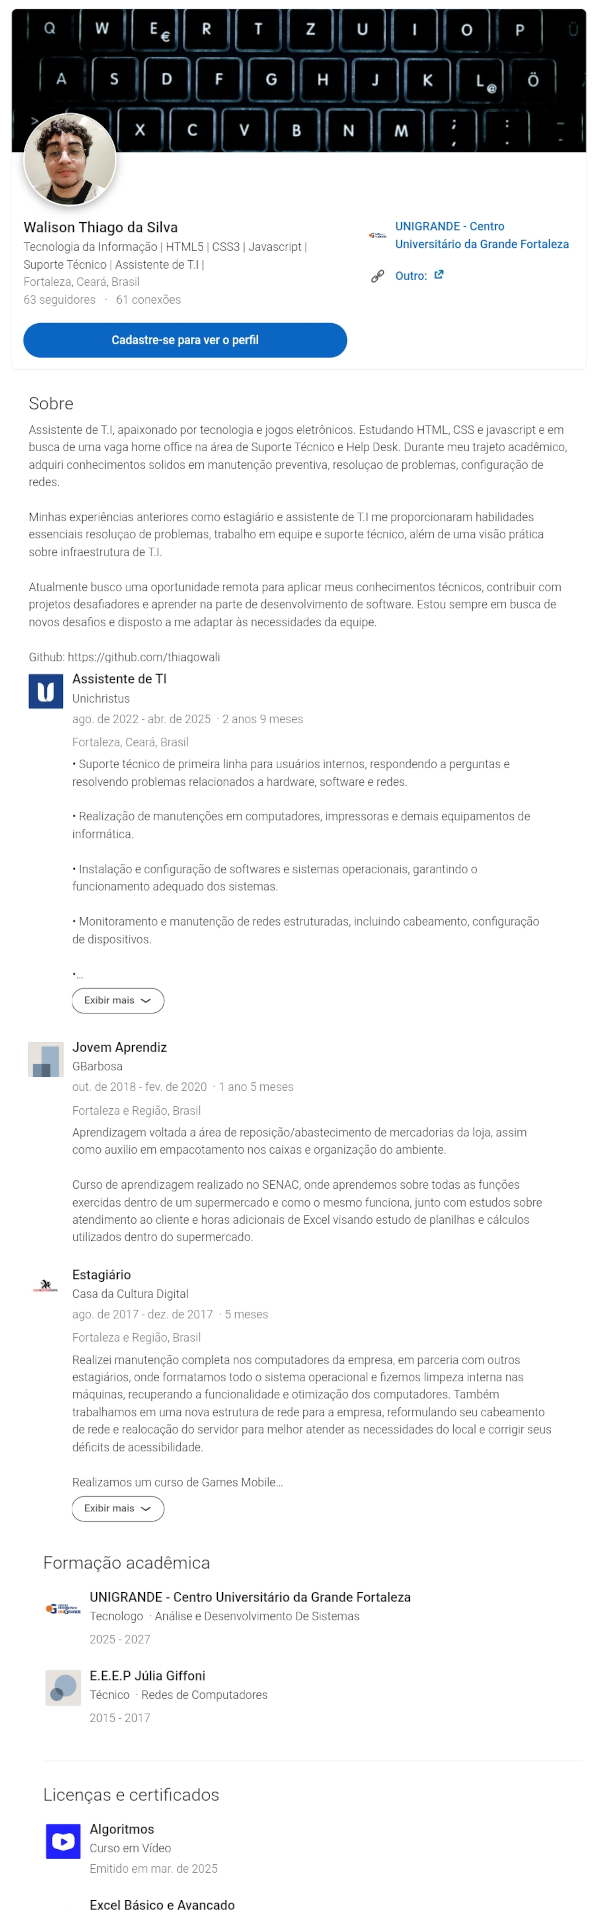 Q W E € R T Z U I O P Ü
A S D F G H J K L @ Ö
> X C V B N M ; : _
Walison Thiago da Silva
Tecnologia da Informação | HTML5 | CSS3 | Javascript |
Suporte Técnico | Assistente de T.I |
Fortaleza, Ceará, Brasil
63 seguidores · 61 conexões
Cadastre-se para ver o perfil
UNIGRANDE - Centro
Universitário da Grande Fortaleza
Outro:
Sobre
Assistente de T.I, apaixonado por tecnologia e jogos eletrônicos. Estudando HTML, CSS e javascript e em
busca de uma vaga home office na área de Suporte Técnico e Help Desk. Durante meu trajeto acadêmico,
adquiri conhecimentos solidos em manutenção preventiva, resoluçao de problemas, configuração de
redes.
Minhas experiências anteriores como estagiário e assistente de T.I me proporcionaram habilidades
essenciais resoluçao de problemas, trabalho em equipe e suporte técnico, além de uma visão prática
sobre infraestrutura de T.I.
Atualmente busco uma oportunidade remota para aplicar meus conhecimentos técnicos, contribuir com
projetos desafiadores e aprender na parte de desenvolvimento de software. Estou sempre em busca de
novos desafios e disposto a me adaptar às necessidades da equipe.
Github: https://github.com/thiagowali
Assistente de TI
Unichristus
ago. de 2022 - abr. de 2025 · 2 anos 9 meses
Fortaleza, Ceará, Brasil
• Suporte técnico de primeira linha para usuários internos, respondendo a perguntas e
resolvendo problemas relacionados a hardware, software e redes.
• Realização de manutenções em computadores, impressoras e demais equipamentos de
informática.
• Instalação e configuração de softwares e sistemas operacionais, garantindo o
funcionamento adequado dos sistemas.
• Monitoramento e manutenção de redes estruturadas, incluindo cabeamento, configuração
de dispositivos.
•…
Exibir mais
Jovem Aprendiz
GBarbosa
out. de 2018 - fev. de 2020 · 1 ano 5 meses
Fortaleza e Região, Brasil
Aprendizagem voltada a área de reposição/abastecimento de mercadorias da loja, assim
como auxilio em empacotamento nos caixas e organização do ambiente.
Curso de aprendizagem realizado no SENAC, onde aprendemos sobre todas as funções
exercidas dentro de um supermercado e como o mesmo funciona, junto com estudos sobre
atendimento ao cliente e horas adicionais de Excel visando estudo de planilhas e cálculos
utilizados dentro do supermercado.
Estagiário
Casa da Cultura Digital
ago. de 2017 - dez. de 2017 · 5 meses
Fortaleza e Região, Brasil
Realizei manutenção completa nos computadores da empresa, em parceria com outros
estagiários, onde formatamos todo o sistema operacional e fizemos limpeza interna nas
máquinas, recuperando a funcionalidade e otimização dos computadores. Também
trabalhamos em uma nova estrutura de rede para a empresa, reformulando seu cabeamento
de rede e realocação do servidor para melhor atender as necessidades do local e corrigir seus
déficits de acessibilidade.
Realizamos um curso de Games Mobile…
Exibir mais
Formação acadêmica
UNIGRANDE - Centro Universitário da Grande Fortaleza
Tecnologo · Análise e Desenvolvimento De Sistemas
2025 - 2027
E.E.E.P Júlia Giffoni
Técnico · Redes de Computadores
2015 - 2017
Licenças e certificados
Algoritmos
Curso em Vídeo
Emitido em mar. de 2025
Excel Básico e Avançado